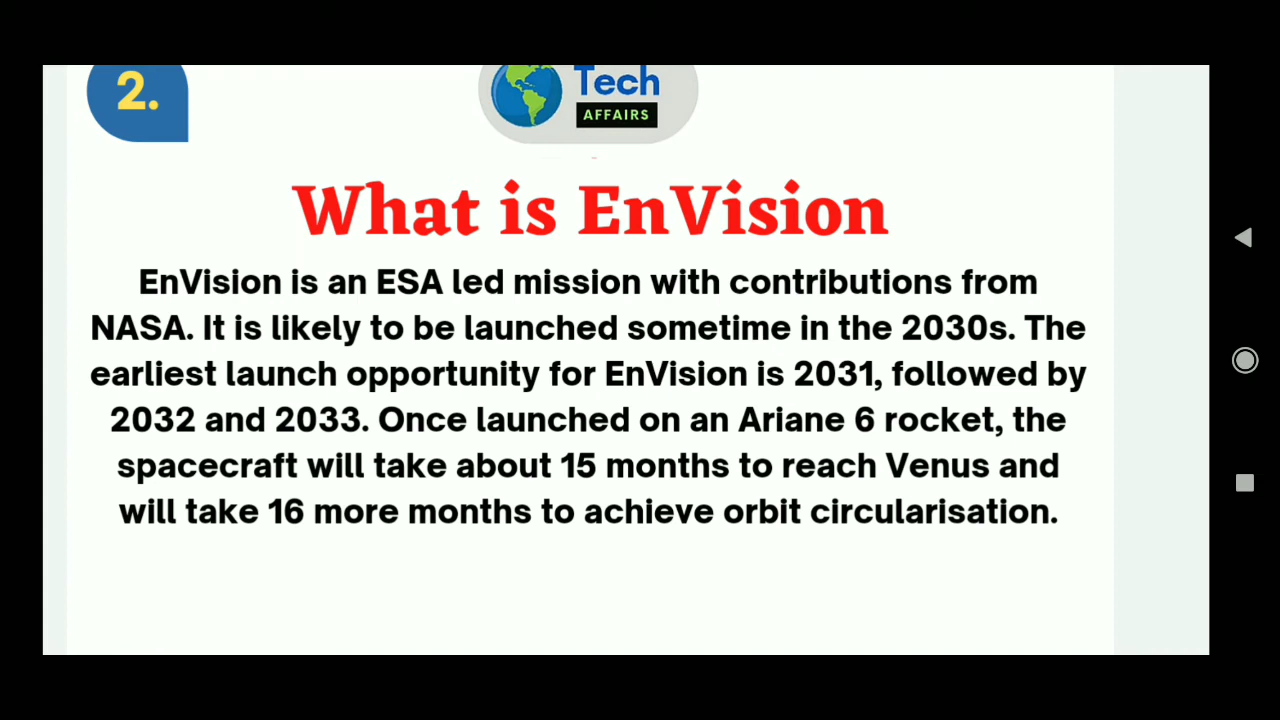 2.
Tech
AFFAIRS
What is EnVision
EnVision is an ESA led mission with contributions from
NASA. It is likely to be launched sometime in the 2030s. The
earliest launch opportunity for EnVision is 2031, followed by
2032 and 2033. Once launched on an Ariane 6 rocket, the
spacecraft will take about 15 months to reach Venus and
will take 16 more months to achieve orbit circularisation.